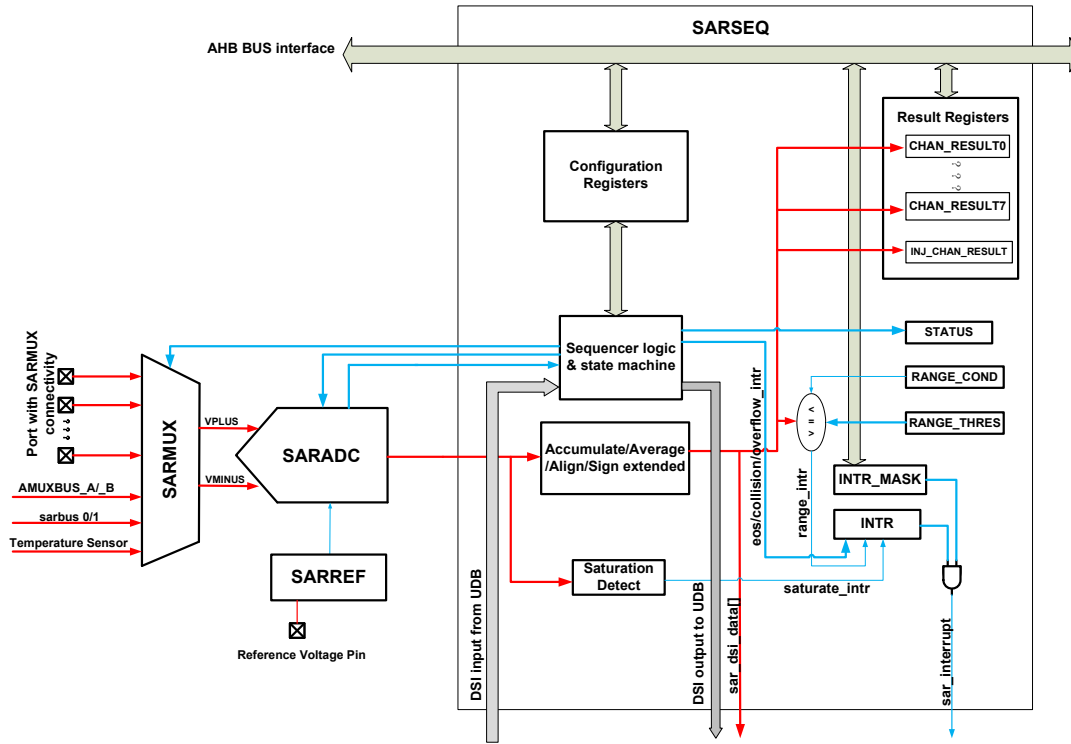 SARSEQ
AHB BUS interface
Result Registers
CHAN_RESULT0
? ? ?
CHAN_RESULT7
INJ_CHAN_RESULT
Configuration
Registers
Sequencer logic
& state machine
STATUS
RANGE_COND
RANGE_THRES
< = >
Port with SARMUX
connectivity
¿ ¿ ¿
SARMUX
VPLUS
VMINUS
SARADC
Accumulate/Average
/Align/Sign extended
AMUXBUS_A/_B
sarbus 0/1
Temperature Sensor
eos/collision/overflow_intr
range_intr
INTR_MASK
INTR
SARREF
Saturation
Detect
saturate_intr
Reference Voltage Pin
DSI input from UDB
DSI output to UDB
sar_dsi_data[]
sar_interrupt